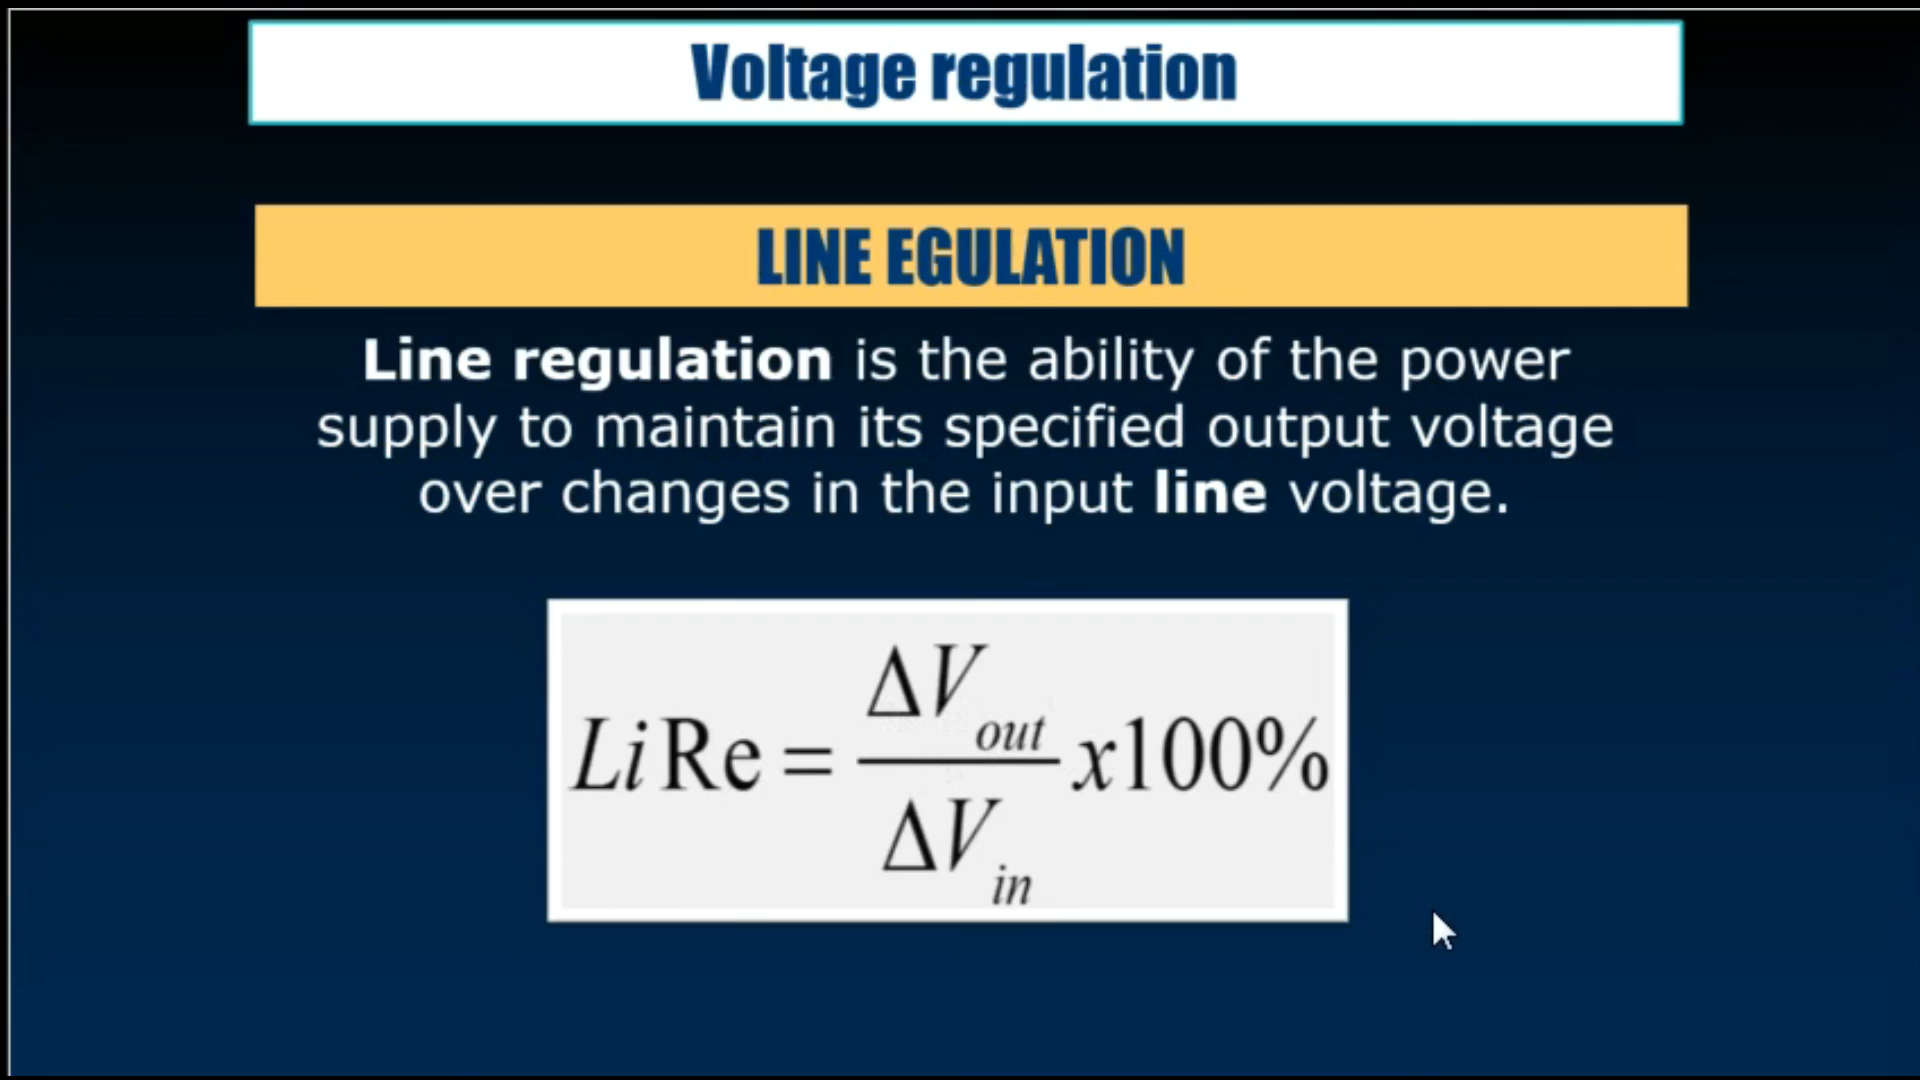 Voltage regulation
LINE EGULATION
Line regulation is the ability of the power
supply to maintain its specified output voltage
over changes in the input line voltage.
LiRe = ΔVout / ΔVin x100%